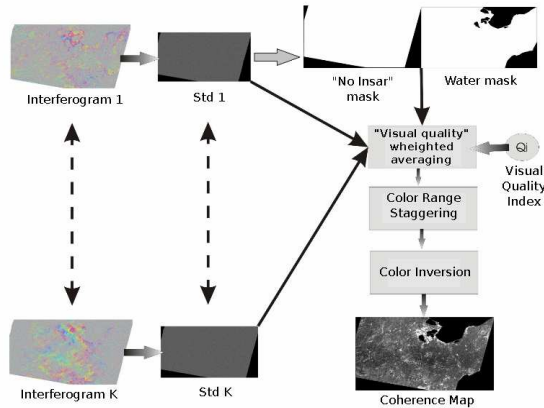 Interferogram 1
Std 1
"No Insar"
mask
Water mask
"Visual quality"
wheighted
averaging
Qi
Visual
Quality
Index
Color Range
Staggering
Color Inversion
Interferogram K
Std K
Coherence Map